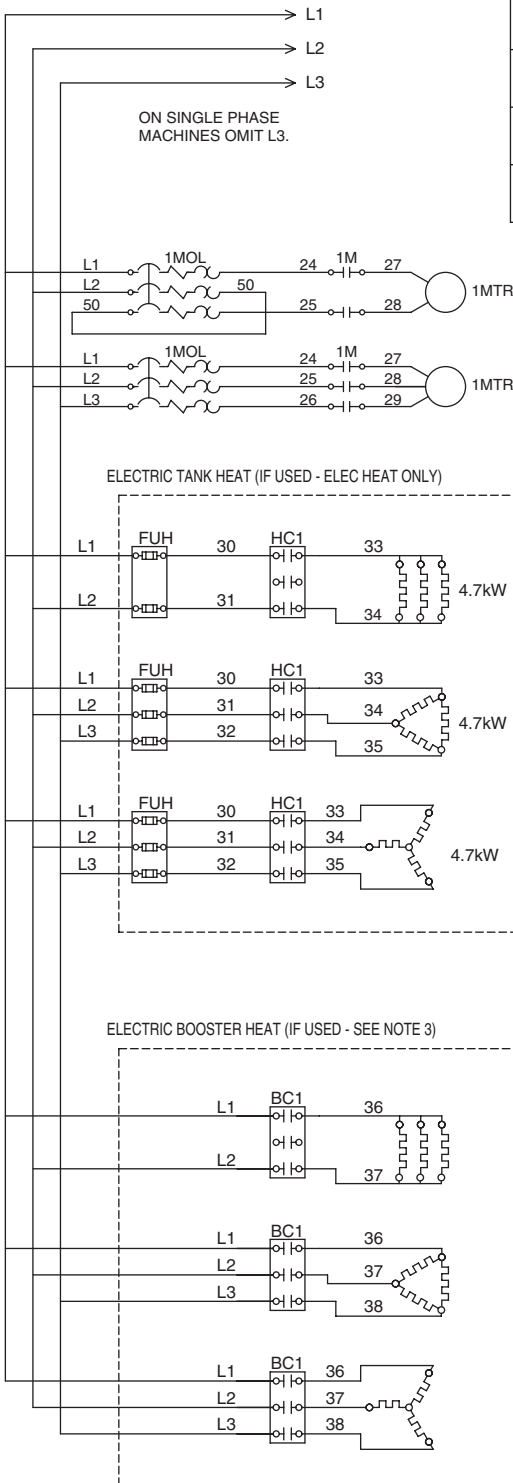 L1
L2
L3
ON SINGLE PHASE
MACHINES OMIT L3.
L1 1MOL 24 1M 27
L2 50 1MTR
50 25 28
L1 1MOL 24 1M 27
L2 25 28 1MTR
L3 26 29
ELECTRIC TANK HEAT (IF USED - ELEC HEAT ONLY)
FUH HC1
L1 30 33
4.7kW
L2 31 34
FUH HC1
L1 30 33
L2 31 34 4.7kW
L3 32 35
FUH HC1
L1 30 33
L2 31 34 4.7kW
L3 32 35
ELECTRIC BOOSTER HEAT (IF USED - SEE NOTE 3)
BC1
L1 36
L2 37
BC1
L1 36
L2 37
L3 38
BC1
L1 36
L2 37
L3 38